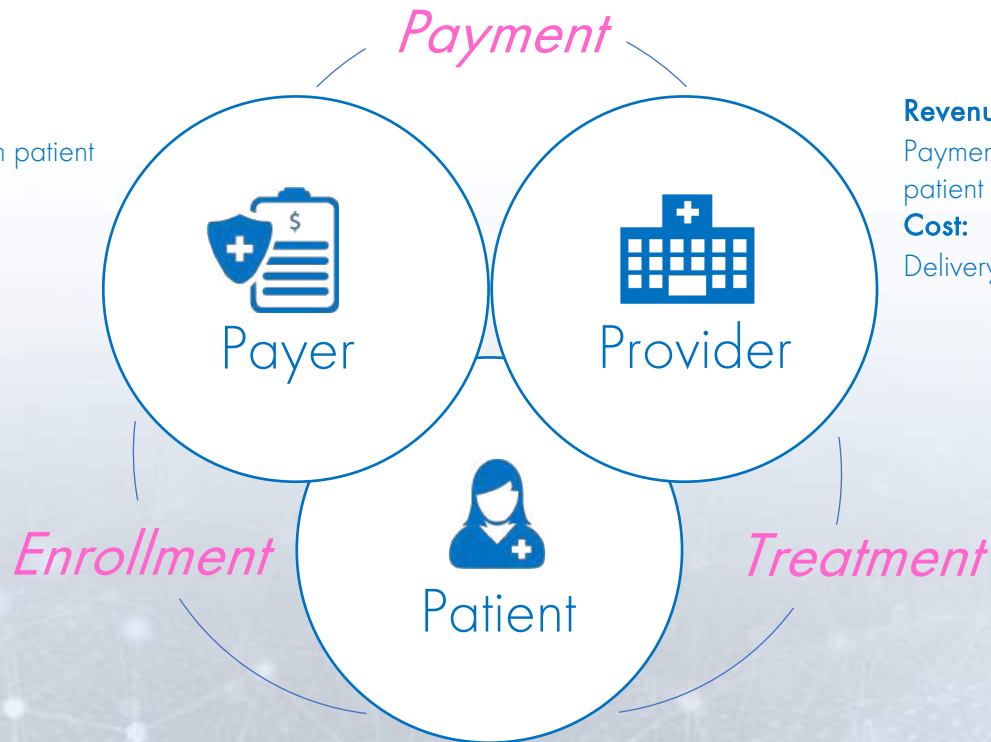 Payment
patient
Revenu
Paymen
patient
Cost:
Delivery
$
Payer
Provider
Enrollment
Treatment
Patient